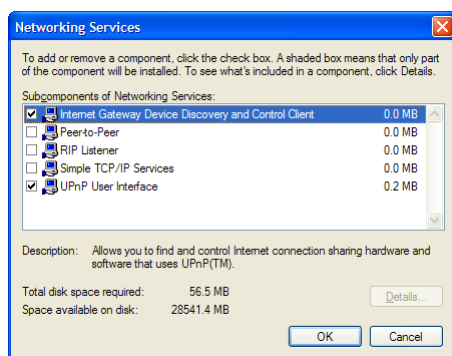 Networking Services
To add or remove a component, click the check box. A shaded box means that only part
of the component will be installed. To see what's included in a component, click Details.
Subcomponents of Networking Services:
Internet Gateway Device Discovery and Control Client 0.0 MB
Peer-to-Peer 0.0 MB
RIP Listener 0.0 MB
Simple TCP/IP Services 0.0 MB
UPnP User Interface 0.2 MB
Description: Allows you to find and control Internet connection sharing hardware and
software that uses UPnP(TM).
Total disk space required: 56.5 MB
Details...
Space available on disk: 28541.4 MB
OK Cancel